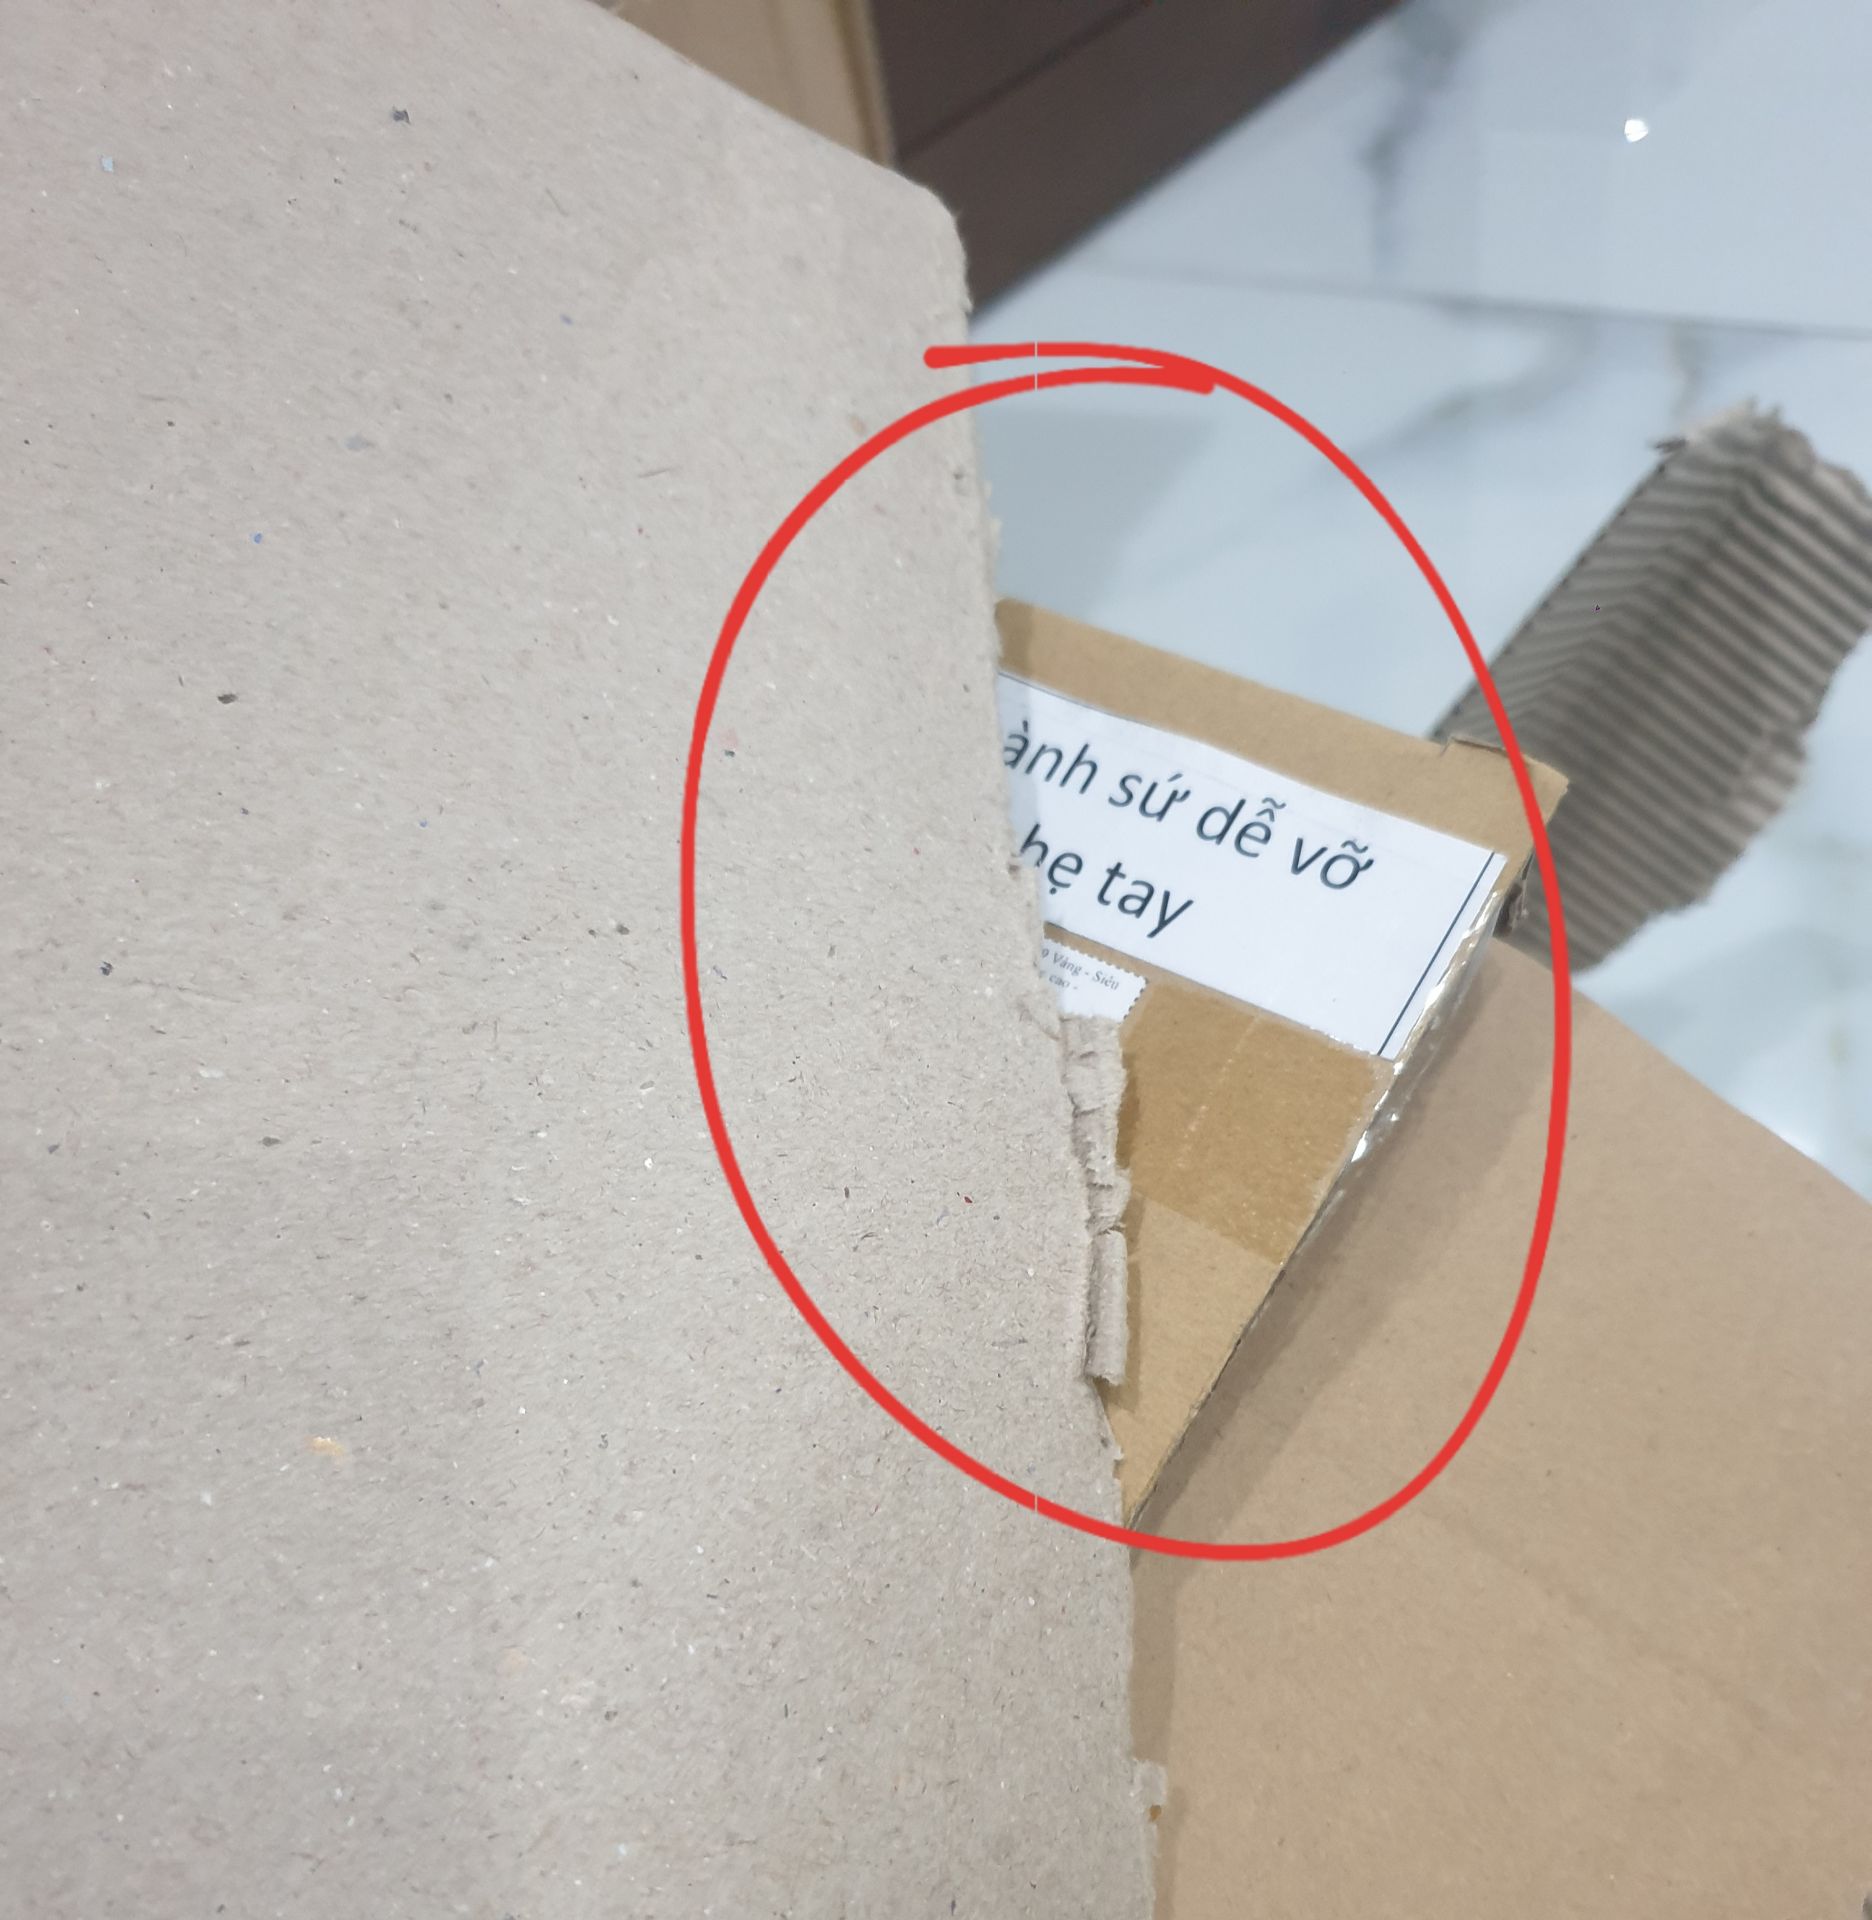 ành sứ dễ vỡ
hẹ tay
Vàng - Siêu
cao -